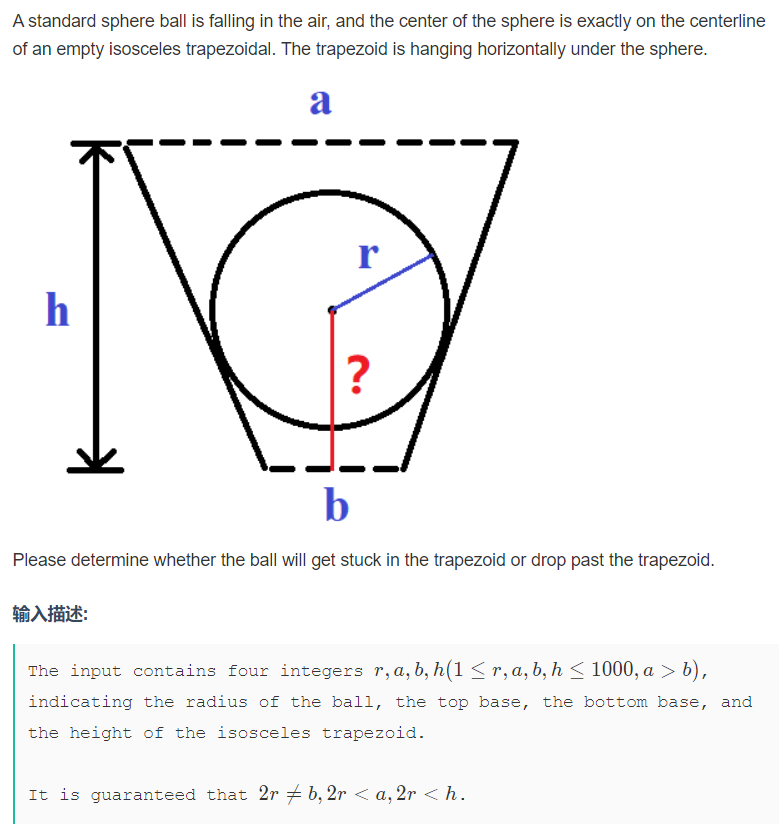 A standard sphere ball is falling in the air, and the center of the sphere is exactly on the centerline
of an empty isosceles trapezoidal. The trapezoid is hanging horizontally under the sphere.
a
r
h
?
b
Please determine whether the ball will get stuck in the trapezoid or drop past the trapezoid.
输入描述:
The input contains four integers r, a, b, h(1 ≤ r, a, b, h ≤ 1000, a > b),
indicating the radius of the ball, the top base, the bottom base, and
the height of the isosceles trapezoid.
It is guaranteed that 2r ≠ b, 2r < a, 2r < h.